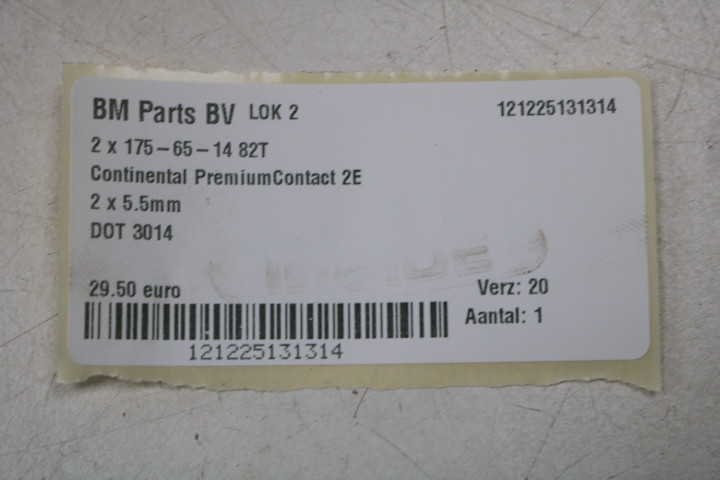 BM Parts BV LOK 2 121225131314
2 x 175-65-14 82T
Continental PremiumContact 2E
2 x 5.5mm
DOT 3014
29.50 euro Verz: 20
Aantal: 1
121225131314